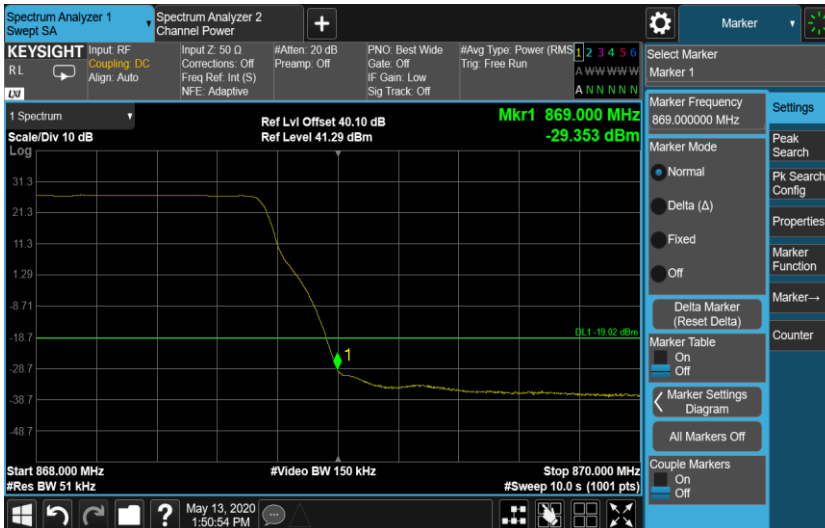 Spectrum Analyzer 1
Swept SA
Spectrum Analyzer 2
Channel Power
Marker
KEYSIGHT
RL
LXI
Input: RF
Coupling: DC
Align: Auto
Input Z: 50 Ω
Corrections: Off
Freq Ref: Int (S)
NFE: Adaptive
#Atten: 20 dB
Preamp: Off
PNO: Best Wide
Gate: Off
IF Gain: Low
Sig Track: Off
#Avg Type: Power (RMS
Trig: Free Run
1 2 3 4 5 6
A W W W W W
A N N N N N
Select Marker
Marker 1
1 Spectrum
Scale/Div 10 dB
Log
Ref Lvl Offset 40.10 dB
Ref Level 41.29 dBm
Mkr1 869.000 MHz
-29.353 dBm
31.3
21.3
11.3
1.29
-8.71
-18.7
-28.7
-38.7
-48.7
DL1 -19.02 dBm
1
Start 868.000 MHz
#Res BW 51 kHz
#Video BW 150 kHz
Stop 870.000 MHz
#Sweep 10.0 s (1001 pts)
Marker Frequency
869.000000 MHz
Marker Mode
Normal
Delta (Δ)
Fixed
Off
Delta Marker
(Reset Delta)
Marker Table
On
Off
Marker Settings
Diagram
All Markers Off
Couple Markers
On
Off
Settings
Peak
Search
Pk Search
Config
Properties
Marker
Function
Marker→
Counter
?
May 13, 2020
1:50:54 PM